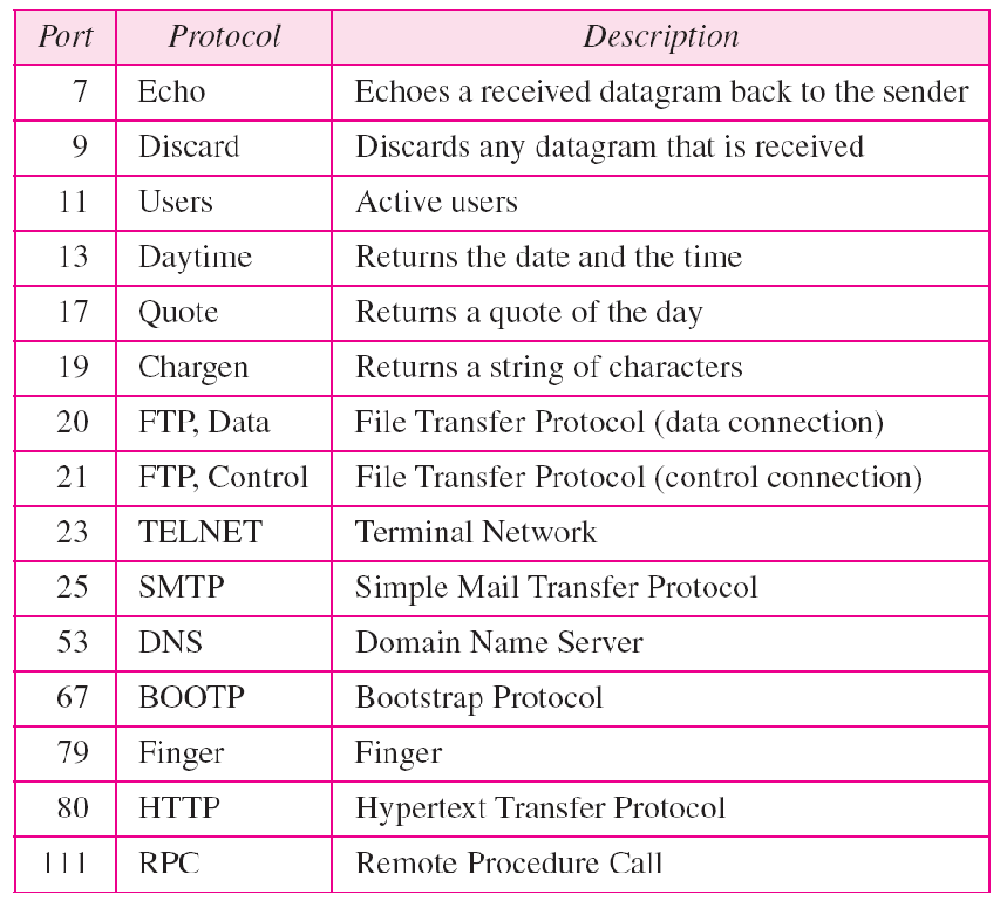 Port Protocol Description
7 Echo Echoes a received datagram back to the sender
9 Discard Discards any datagram that is received
11 Users Active users
13 Daytime Returns the date and the time
17 Quote Returns a quote of the day
19 Chargen Returns a string of characters
20 FTP, Data File Transfer Protocol (data connection)
21 FTP, Control File Transfer Protocol (control connection)
23 TELNET Terminal Network
25 SMTP Simple Mail Transfer Protocol
53 DNS Domain Name Server
67 BOOTP Bootstrap Protocol
79 Finger Finger
80 HTTP Hypertext Transfer Protocol
111 RPC Remote Procedure Call